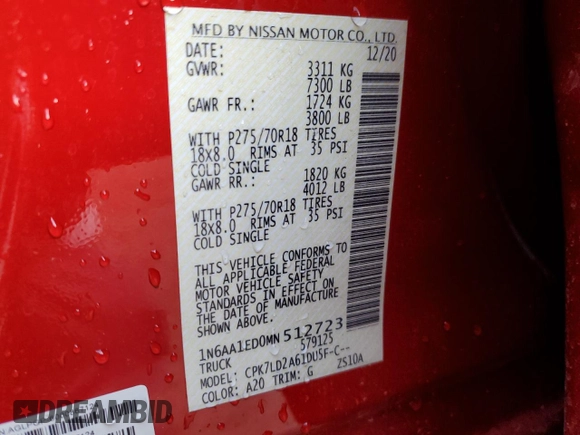 MFD BY NISSAN MOTOR CO., LTD.
DATE: 12/20
GVWR: 3311 KG
7300 LB
GAWR FR.: 1724 KG
3800 LB
WITH P275/70R18 TIRES
18X8.0 RIMS AT 35 PSI
COLD SINGLE
GAWR RR.: 1820 KG
4012 LB
WITH P275/70R18 TIRES
18X8.0 RIMS AT 35 PSI
COLD SINGLE
THIS VEHICLE CONFORMS TO
ALL APPLICABLE FEDERAL
MOTOR VEHICLE SAFETY
STANDARDS IN EFFECT ON
THE DATE OF MANUFACTURE
SHOWN ABOVE.
1N6AA1ED0MN512723
TRUCK 579125
MODEL: CPK7LD2A61DU5F-C--
COLOR: A20 TRIM: G ZS10A
DREAMBID